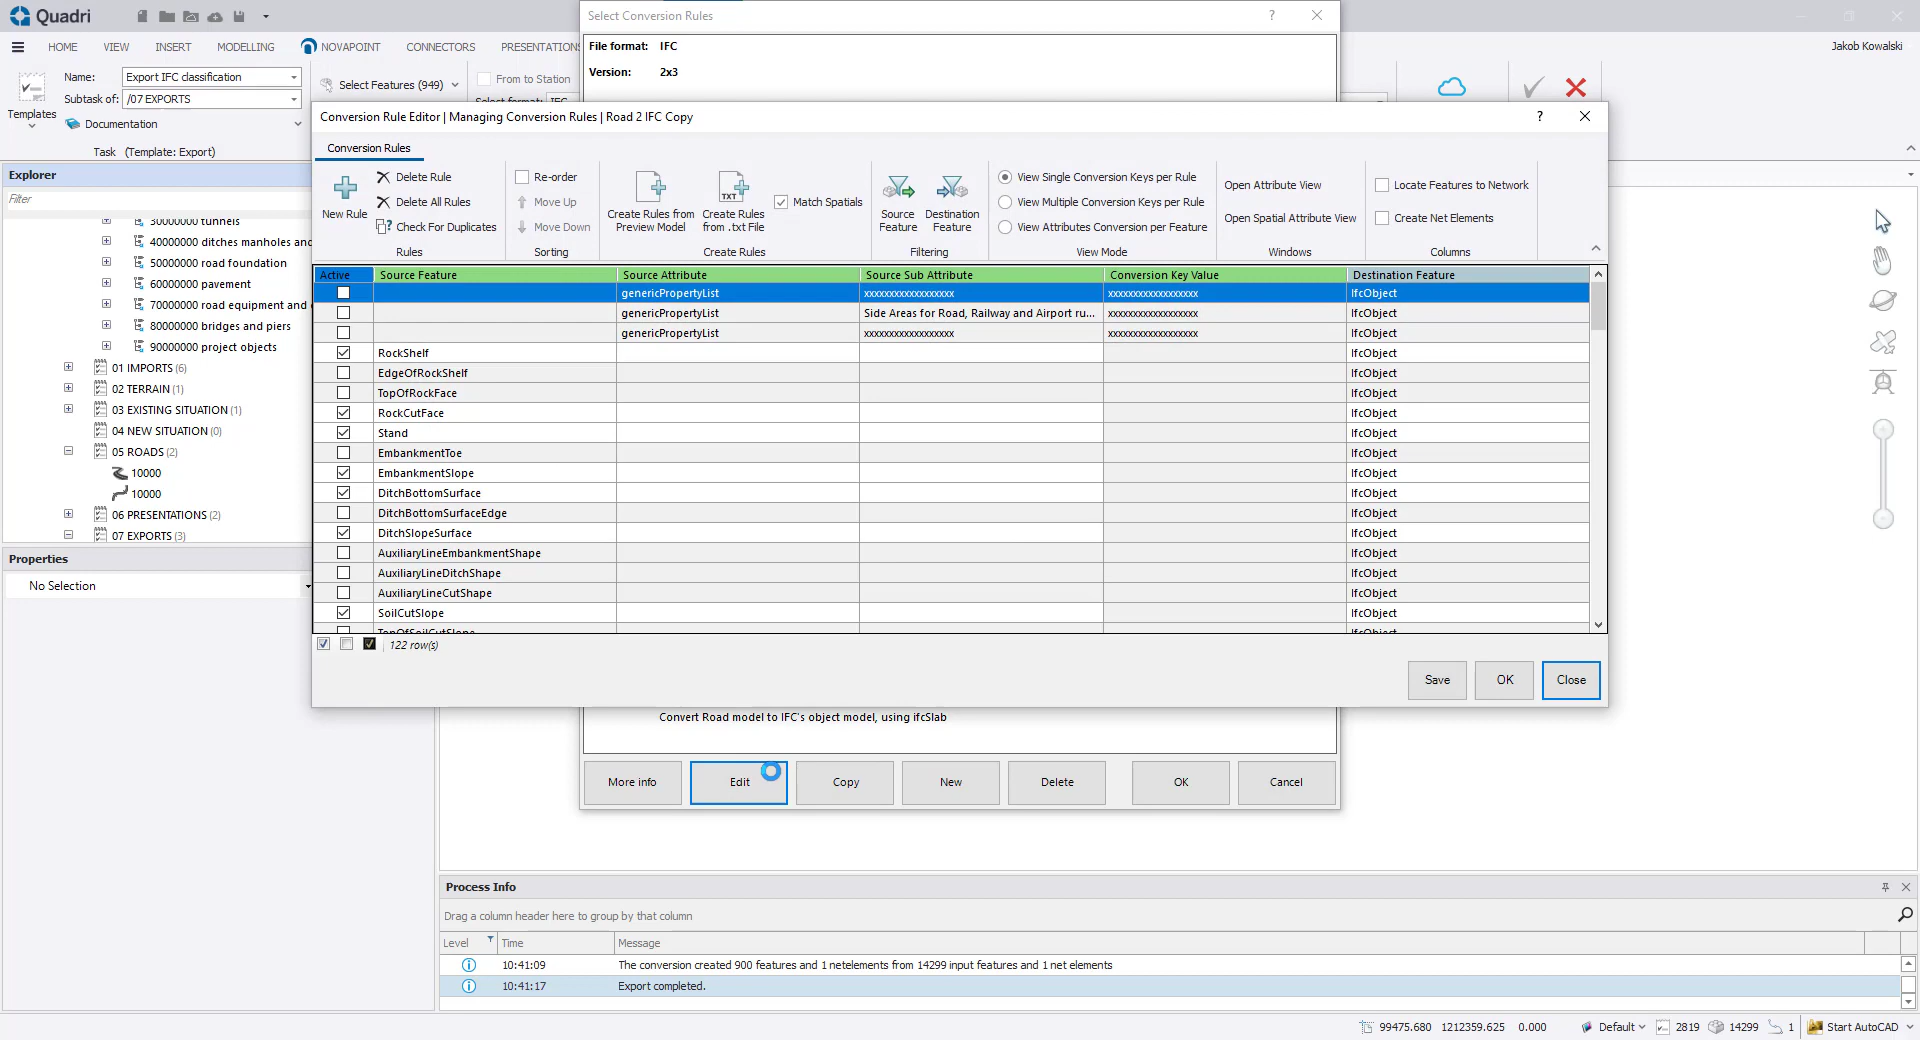 Quadri
Select Conversion Rules
?
HOME
VIEW
INSERT
MODELLING
NOVAPOINT
CONNECTORS
PRESENTATIONS
Jakob Kowalski
File format: IFC
Version: 2x3
Templates
Name: Export IFC classification
Subtask of: /07 EXPORTS
Documentation
Task (Template: Export)
Select Features (949)
From to Station
Select format: IFC
Conversion Rule Editor | Managing Conversion Rules | Road 2 IFC Copy
?
Conversion Rules
New Rule
Delete Rule
Delete All Rules
Check For Duplicates
Rules
Re-order
Move Up
Move Down
Sorting
Create Rules from Preview Model
TXT
Create Rules from .txt File
Match Spatials
Create Rules
Source Feature
Destination Feature
Filtering
View Single Conversion Keys per Rule
View Multiple Conversion Keys per Rule
View Attributes Conversion per Feature
View Mode
Open Attribute View
Open Spatial Attribute View
Windows
Locate Features to Network
Create Net Elements
Columns
Active Source Feature Source Attribute Source Sub Attribute Conversion Key Value Destination Feature
genericPropertyList xxxxxxxxxxxxxxxxxx xxxxxxxxxxxxxxxxxx IfcObject
genericPropertyList Side Areas for Road, Railway and Airport ru... xxxxxxxxxxxxxxxxxx IfcObject
genericPropertyList xxxxxxxxxxxxxxxxxx xxxxxxxxxxxxxxxxxx IfcObject
RockShelf IfcObject
EdgeOfRockShelf IfcObject
TopOfRockFace IfcObject
RockCutFace IfcObject
Stand IfcObject
EmbankmentToe IfcObject
EmbankmentSlope IfcObject
DitchBottomSurface IfcObject
DitchBottomSurfaceEdge IfcObject
DitchSlopeSurface IfcObject
AuxiliaryLineEmbankmentShape IfcObject
AuxiliaryLineDitchShape IfcObject
AuxiliaryLineCutShape IfcObject
SoilCutSlope IfcObject
TopOfSoilCutSlope IfcObject
122 row(s)
Save
OK
Close
Explorer
Filter
30000000 tunnels
40000000 ditches manholes and
50000000 road foundation
60000000 pavement
70000000 road equipment and
80000000 bridges and piers
90000000 project objects
01 IMPORTS (6)
02 TERRAIN (1)
03 EXISTING SITUATION (1)
04 NEW SITUATION (0)
05 ROADS (2)
10000
10000
06 PRESENTATIONS (2)
07 EXPORTS (3)
Properties
No Selection
Convert Road model to IFC's object model, using ifcSlab
More info
Edit
Copy
New
Delete
OK
Cancel
Process Info
Drag a column header here to group by that column
Level Time Message
10:41:09 The conversion created 900 features and 1 netelements from 14299 input features and 1 net elements
10:41:17 Export completed.
99475.680 1212359.625 0.000 Default 2819 14299 1 Start AutoCAD